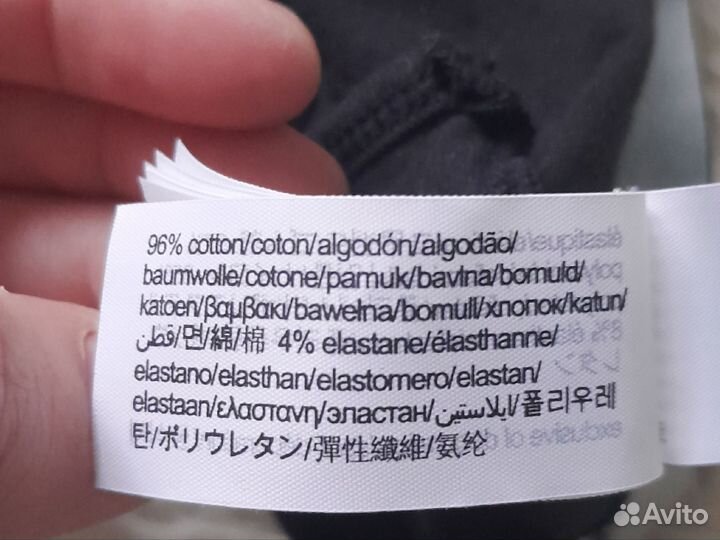 96% cotton/coton/algodón/algodão/
baumwolle/cotone/pamuk/bavlna/bomuld/
katoen/βαμβακι/bawełna/bomull/хлопок/katun/
قطن/면/綿/棉 4% elastane/élasthanne/
elastano/elasthan/elastomero/elastan/
elastaan/ελαστανη/эластан/ايلاستين/폴리우레
탄/ポリウレタン/彈性纖維/氨纶
Avito